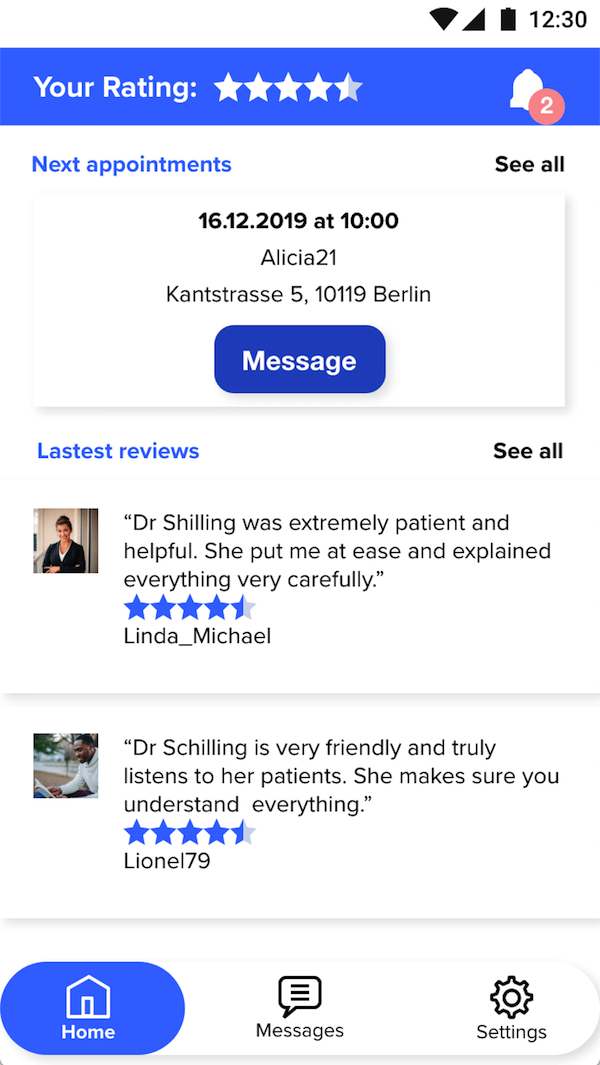 12:30
Your Rating:
2
Next appointments See all
16.12.2019 at 10:00
Alicia21
Kantstrasse 5, 10119 Berlin
Message
Lastest reviews See all
“Dr Shilling was extremely patient and
helpful. She put me at ease and explained
everything very carefully.”
Linda_Michael
“Dr Schilling is very friendly and truly
listens to her patients. She makes sure you
understand  everything.”
Lionel79
Home Messages Settings